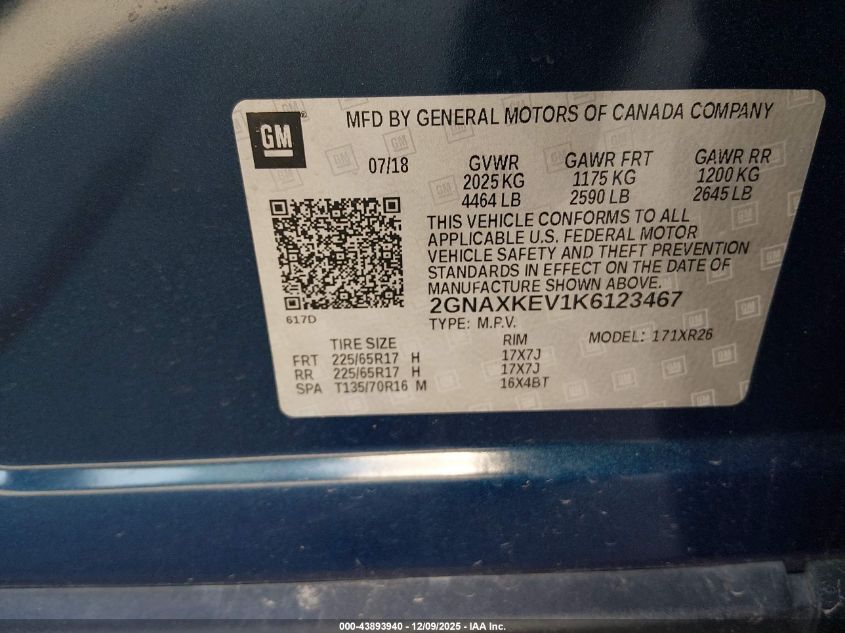 GM®
MFD BY GENERAL MOTORS OF CANADA COMPANY
07/18 GVWR GAWR FRT GAWR RR
2025 KG 1175 KG 1200 KG
4464 LB 2590 LB 2645 LB
THIS VEHICLE CONFORMS TO ALL
APPLICABLE U.S. FEDERAL MOTOR
VEHICLE SAFETY AND THEFT PREVENTION
STANDARDS IN EFFECT ON THE DATE OF
MANUFACTURE SHOWN ABOVE.
2GNAXKEV1K6123467
617D
TYPE: M.P.V. MODEL: 171XR26
TIRE SIZE RIM
FRT 225/65R17 H 17X7J
RR 225/65R17 H 17X7J
SPA T135/70R16 M 16X4BT
000-43893940 - 12/09/2025 - IAA Inc.